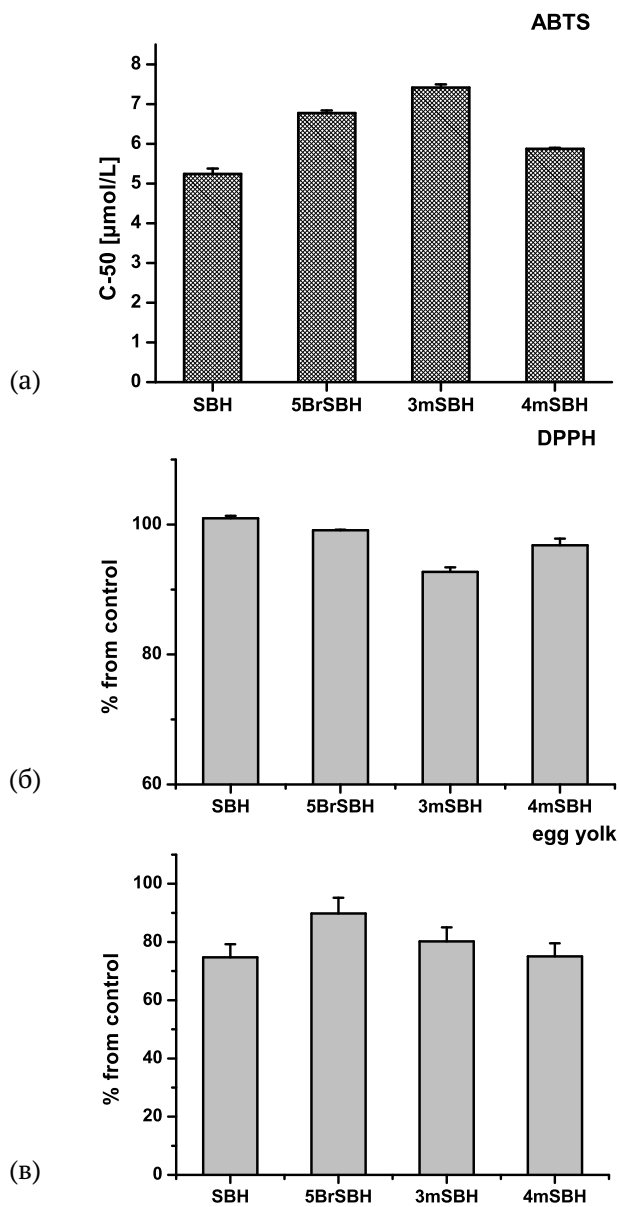 ABTS
8
7
6
5
4
3
2
1
0
C-50 [μmol/L]
SBH 5BrSBH 3mSBH 4mSBH
(а)
DPPH
100
80
60
% from control
SBH 5BrSBH 3mSBH 4mSBH
(б)
egg yolk
100
80
60
40
20
0
% from control
SBH 5BrSBH 3mSBH 4mSBH
(в)